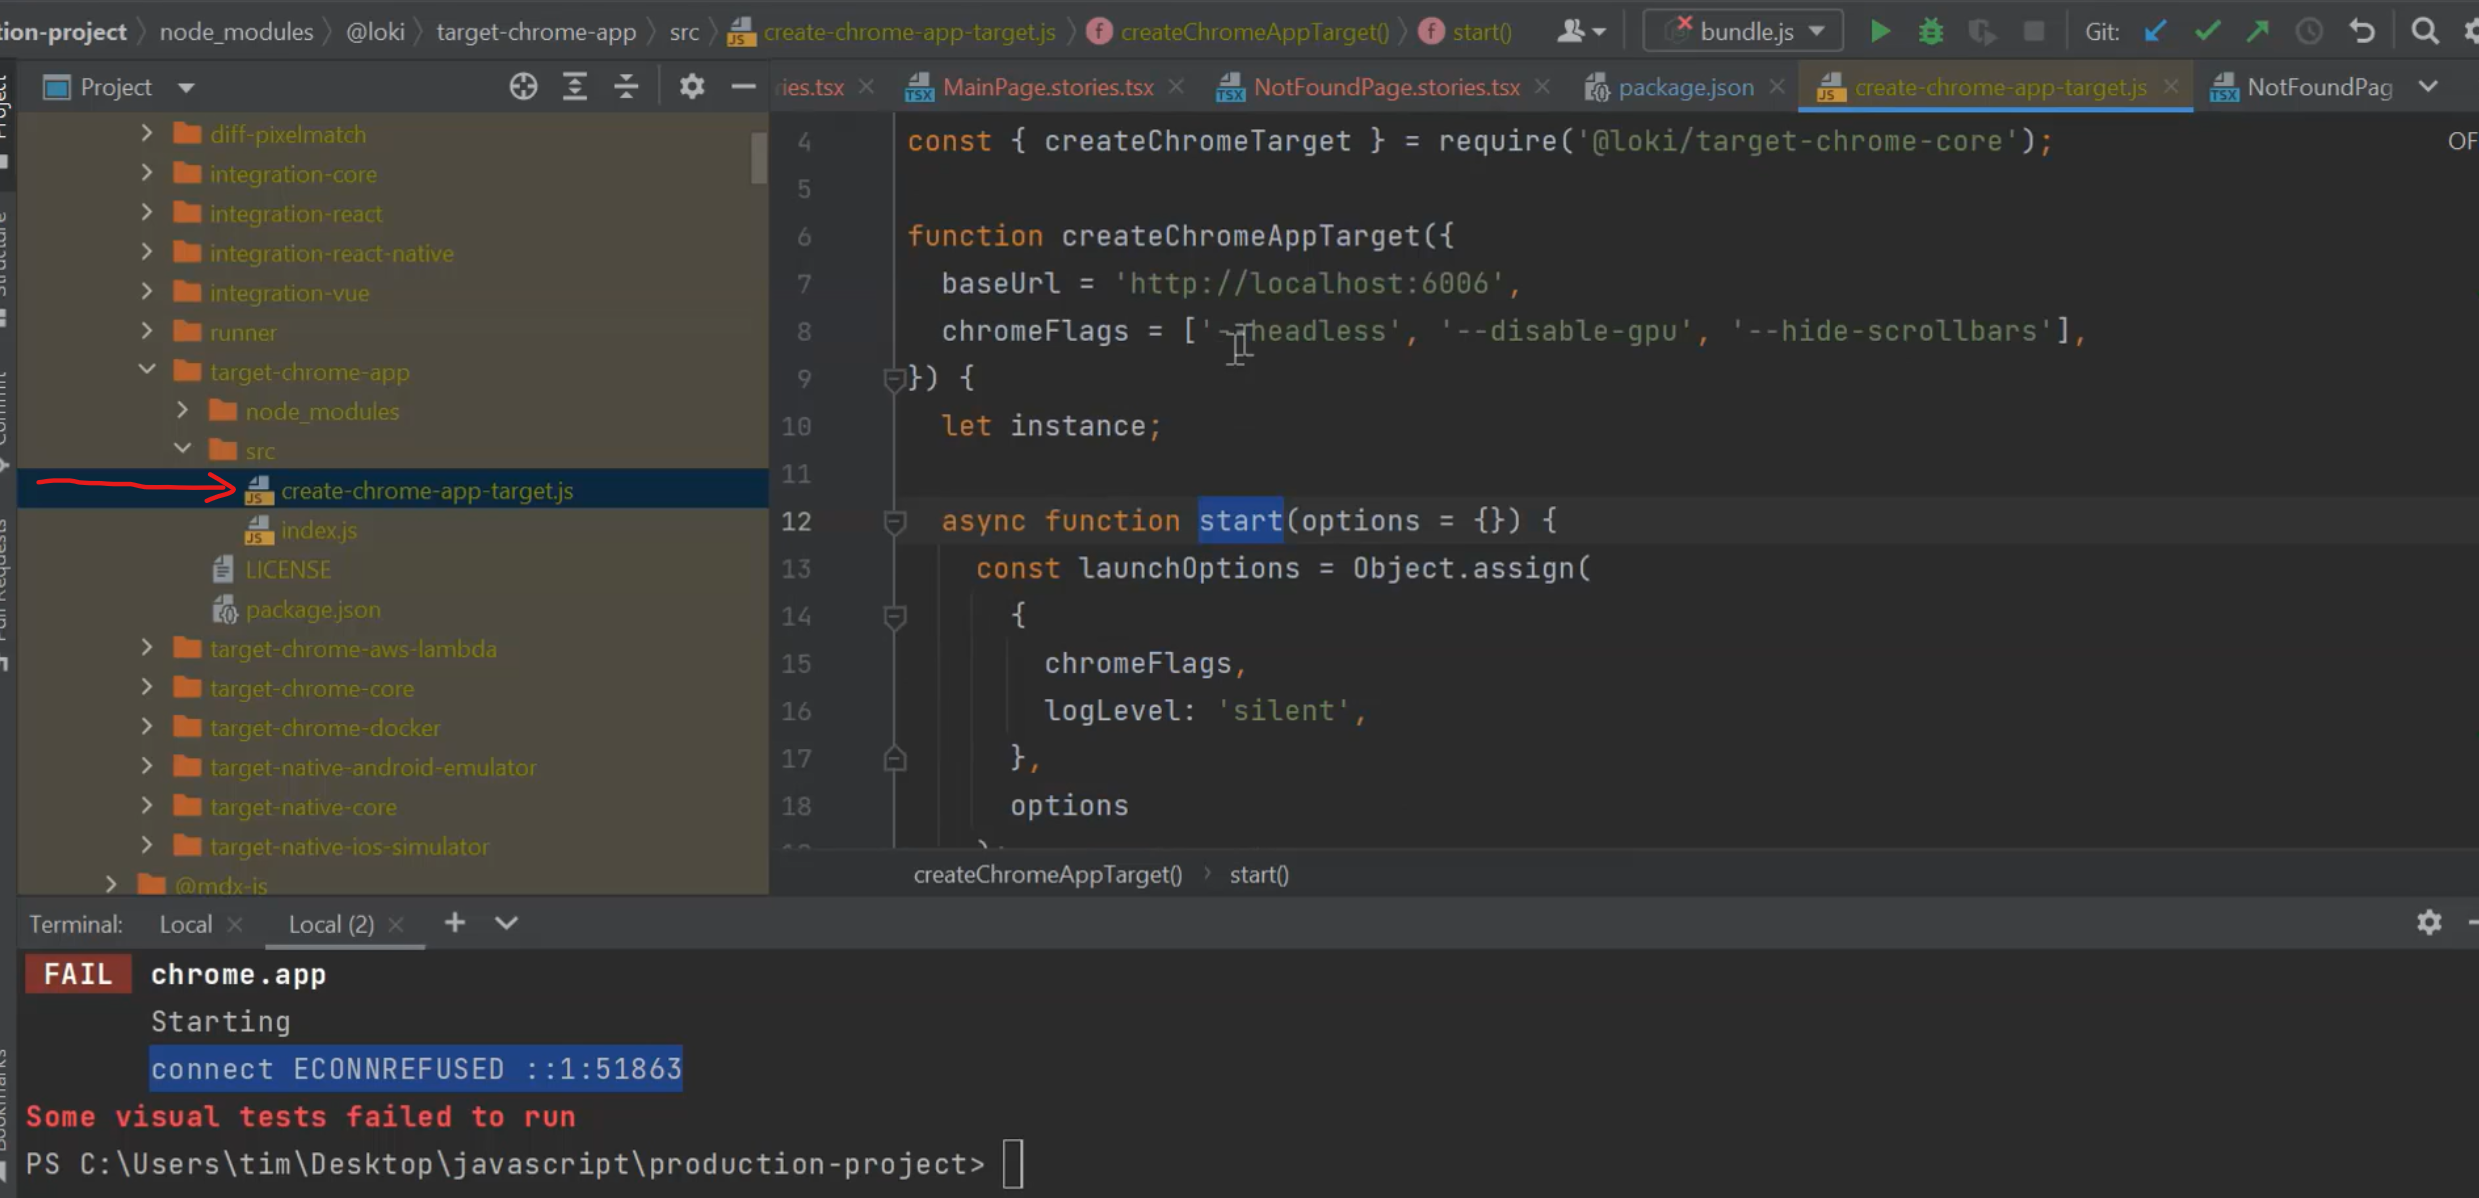 ion-project node_modules @loki target-chrome-app src create-chrome-app-target.js createChromeAppTarget() start() bundle.js Git:
Project
ries.tsx MainPage.stories.tsx NotFoundPage.stories.tsx package.json create-chrome-app-target.js NotFoundPag
diff-pixelmatch
integration-core
integration-react
integration-react-native
integration-vue
runner
target-chrome-app
node_modules
src
create-chrome-app-target.js
index.js
LICENSE
package.json
target-chrome-aws-lambda
target-chrome-core
target-chrome-docker
target-native-android-emulator
target-native-core
target-native-ios-simulator
@mdx-js
4 const { createChromeTarget } = require('@loki/target-chrome-core');
5
6 function createChromeAppTarget({
7 baseUrl = 'http://localhost:6006',
8 chromeFlags = ['--headless', '--disable-gpu', '--hide-scrollbars'],
9 }) {
10 let instance;
11
12 async function start(options = {}) {
13 const launchOptions = Object.assign(
14 {
15 chromeFlags,
16 logLevel: 'silent',
17 },
18 options
OF
createChromeAppTarget() start()
Terminal: Local Local (2)
FAIL chrome.app
Starting
connect ECONNREFUSED ::1:51863
Some visual tests failed to run
PS C:\Users\tim\Desktop\javascript\production-project>